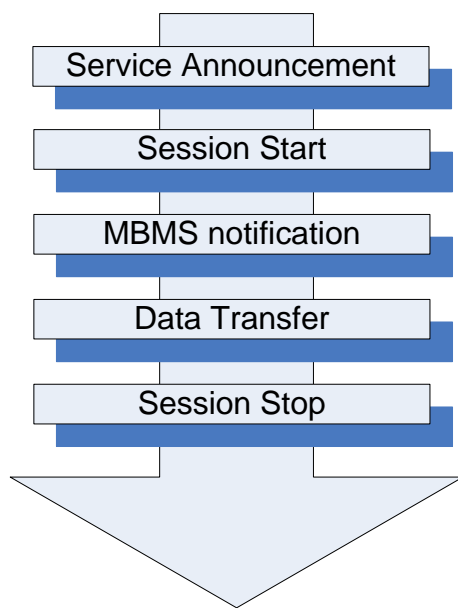 Service Announcement
Session Start
MBMS notification
Data Transfer
Session Stop